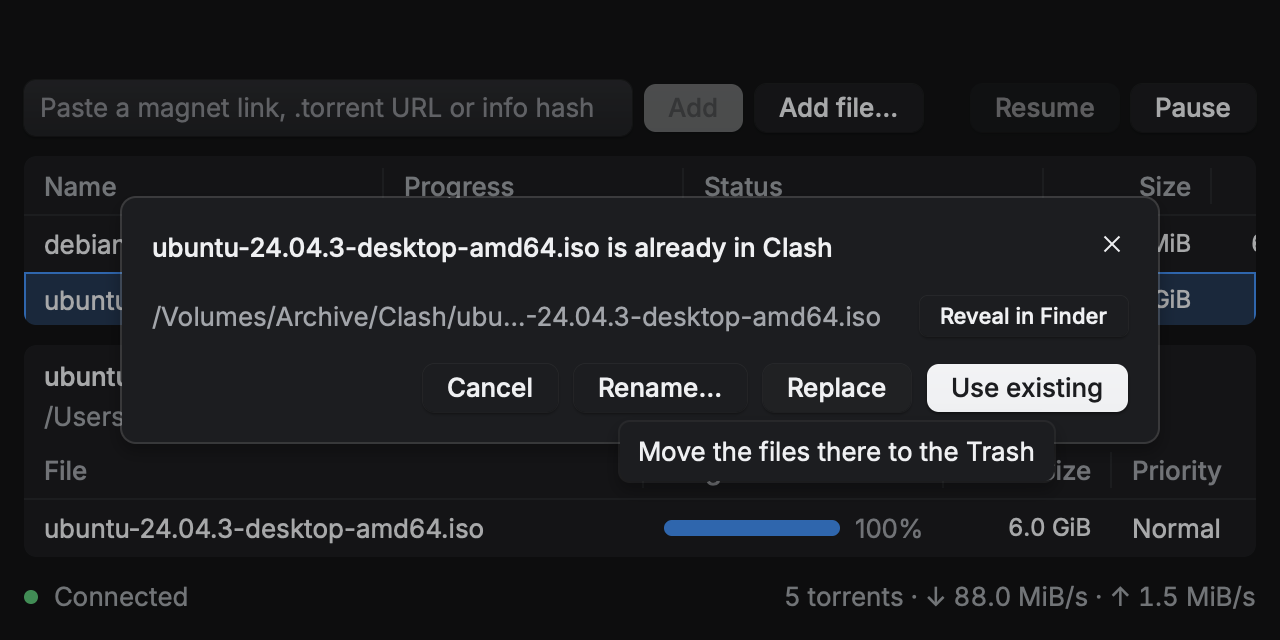 Paste a magnet link, .torrent URL or info hash Add Add file... Resume Pause
Name Progress Status Size
ubuntu-24.04.3-desktop-amd64.iso is already in Clash
/Volumes/Archive/Clash/ubu...-24.04.3-desktop-amd64.iso Reveal in Finder
GiB
/Users
Cancel Rename... Replace Use existing
Move the files there to the Trash
File Priority
ubuntu-24.04.3-desktop-amd64.iso 100% 6.0 GiB Normal
Connected 5 torrents · ↓ 88.0 MiB/s · ↑ 1.5 MiB/s